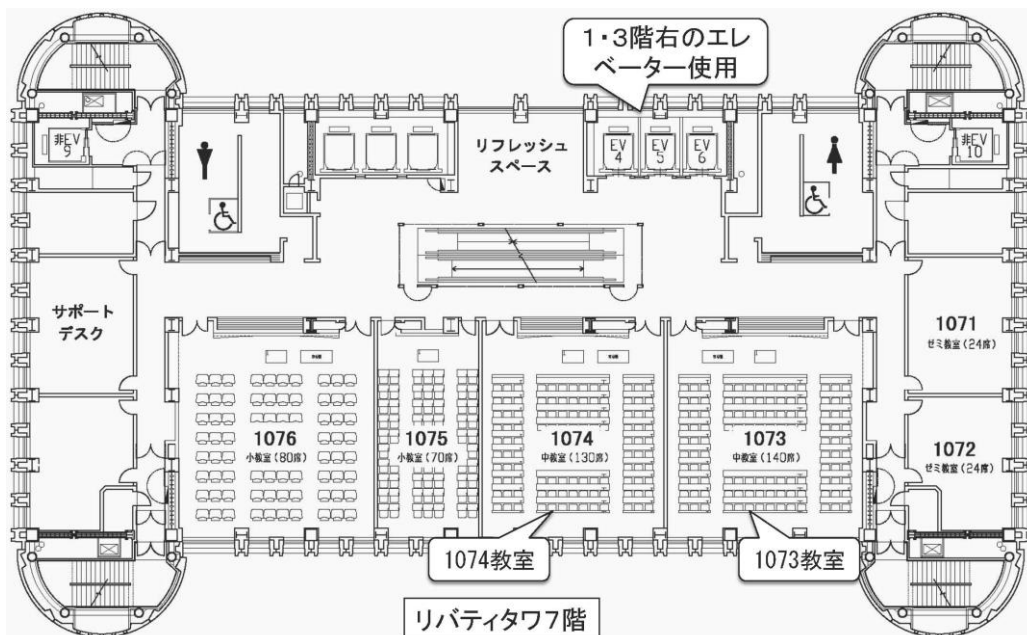 1・3階右のエレ
ベーター使用
非EV
9
リフレッシュ
スペース
EV
4
EV
5
EV
6
非EV
10
サポート
デスク
1071
ゼミ教室(24席)
1076
小教室(80席)
1075
小教室(70席)
1074
中教室(130席)
1073
中教室(140席)
1072
ゼミ教室(24席)
1074教室
1073教室
リバティタワ7階